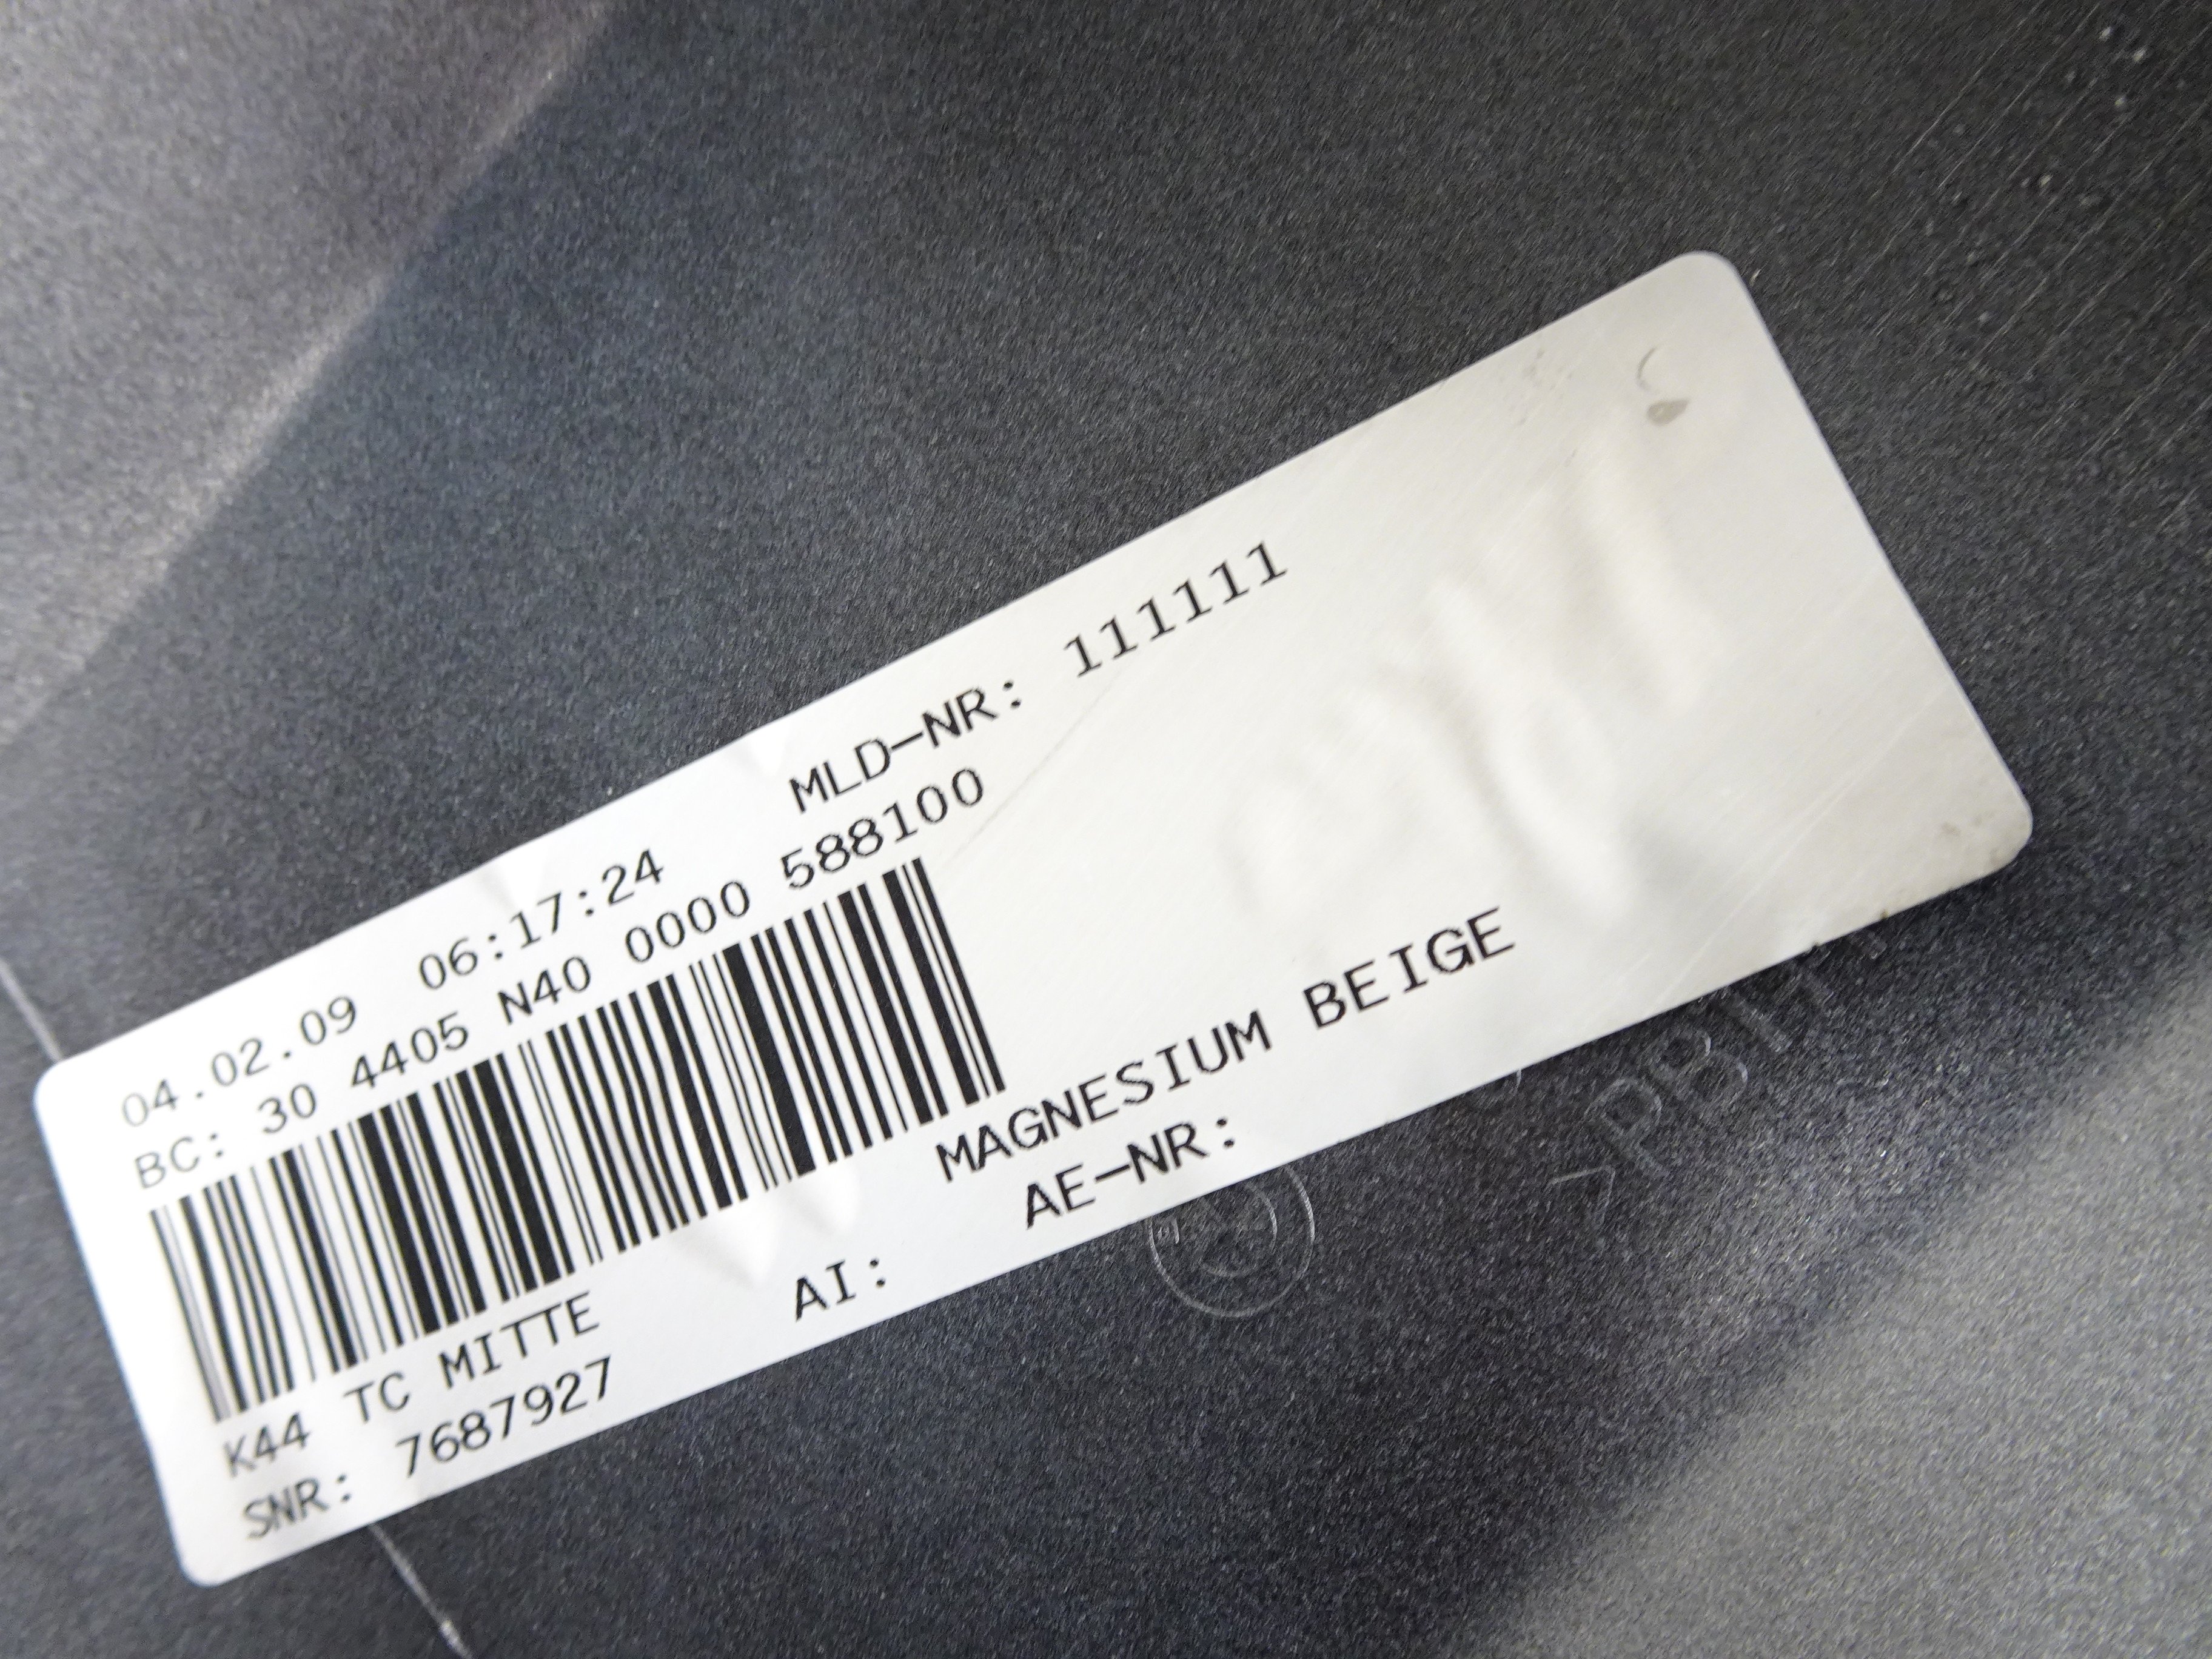 04.02.09 06:17:24 MLD-NR: 111111
BC: 30 4405 N40 0000 588100
K44 TC MITTE MAGNESIUM BEIGE
SNR: 7687927 AI: AE-NR: